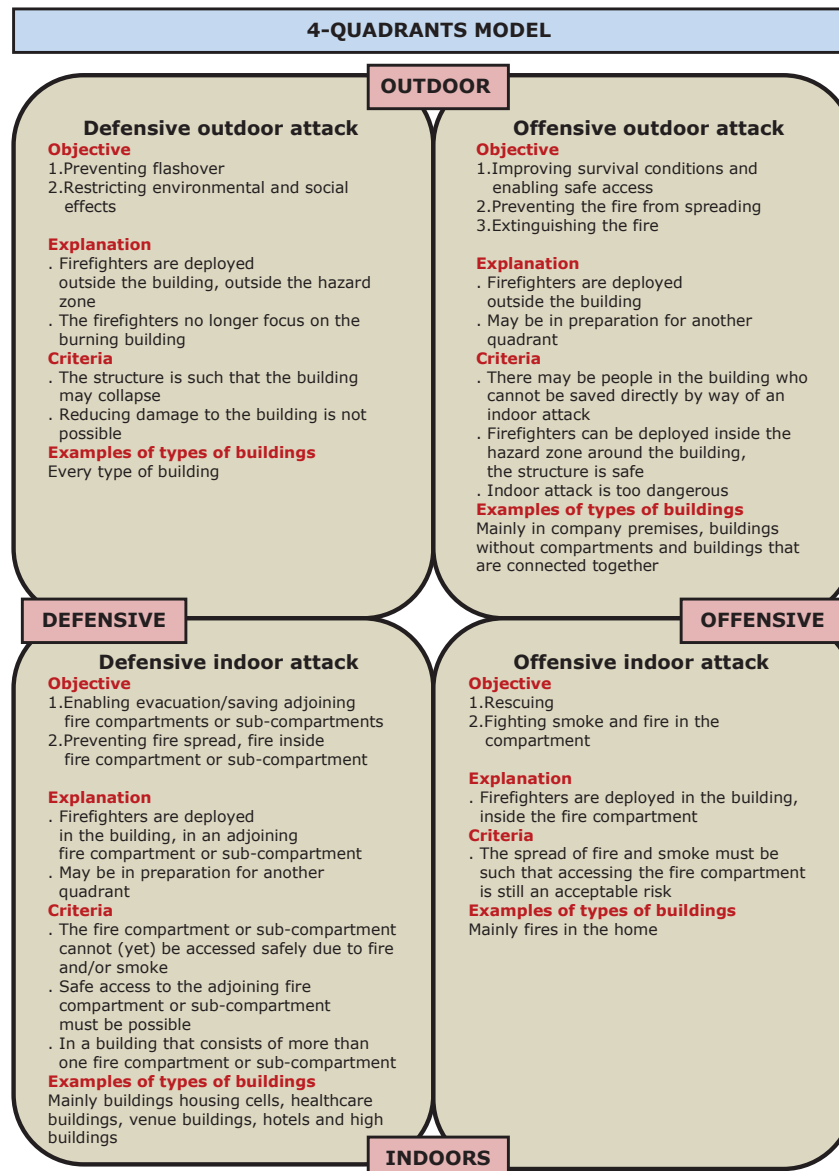 4-QUADRANTS MODEL
OUTDOOR
Defensive outdoor attack
Objective
1.Preventing flashover
2.Restricting environmental and social
effects
Explanation
. Firefighters are deployed
outside the building, outside the hazard
zone
. The firefighters no longer focus on the
burning building
Criteria
. The structure is such that the building
may collapse
. Reducing damage to the building is not
possible
Examples of types of buildings
Every type of building
Offensive outdoor attack
Objective
1.Improving survival conditions and
enabling safe access
2.Preventing the fire from spreading
3.Extinguishing the fire
Explanation
. Firefighters are deployed
outside the building
. May be in preparation for another
quadrant
Criteria
. There may be people in the building who
cannot be saved directly by way of an
indoor attack
. Firefighters can be deployed inside the
hazard zone around the building,
the structure is safe
. Indoor attack is too dangerous
Examples of types of buildings
Mainly in company premises, buildings
without compartments and buildings that
are connected together
DEFENSIVE
OFFENSIVE
Defensive indoor attack
Objective
1.Enabling evacuation/saving adjoining
fire compartments or sub-compartments
2.Preventing fire spread, fire inside
fire compartment or sub-compartment
Explanation
. Firefighters are deployed
in the building, in an adjoining
fire compartment or sub-compartment
. May be in preparation for another
quadrant
Criteria
. The fire compartment or sub-compartment
cannot (yet) be accessed safely due to fire
and/or smoke
. Safe access to the adjoining fire
compartment or sub-compartment
must be possible
. In a building that consists of more than
one fire compartment or sub-compartment
Examples of types of buildings
Mainly buildings housing cells, healthcare
buildings, venue buildings, hotels and high
buildings
Offensive indoor attack
Objective
1.Rescuing
2.Fighting smoke and fire in the
compartment
Explanation
. Firefighters are deployed in the building,
inside the fire compartment
Criteria
. The spread of fire and smoke must be
such that accessing the fire compartment
is still an acceptable risk
Examples of types of buildings
Mainly fires in the home
INDOORS